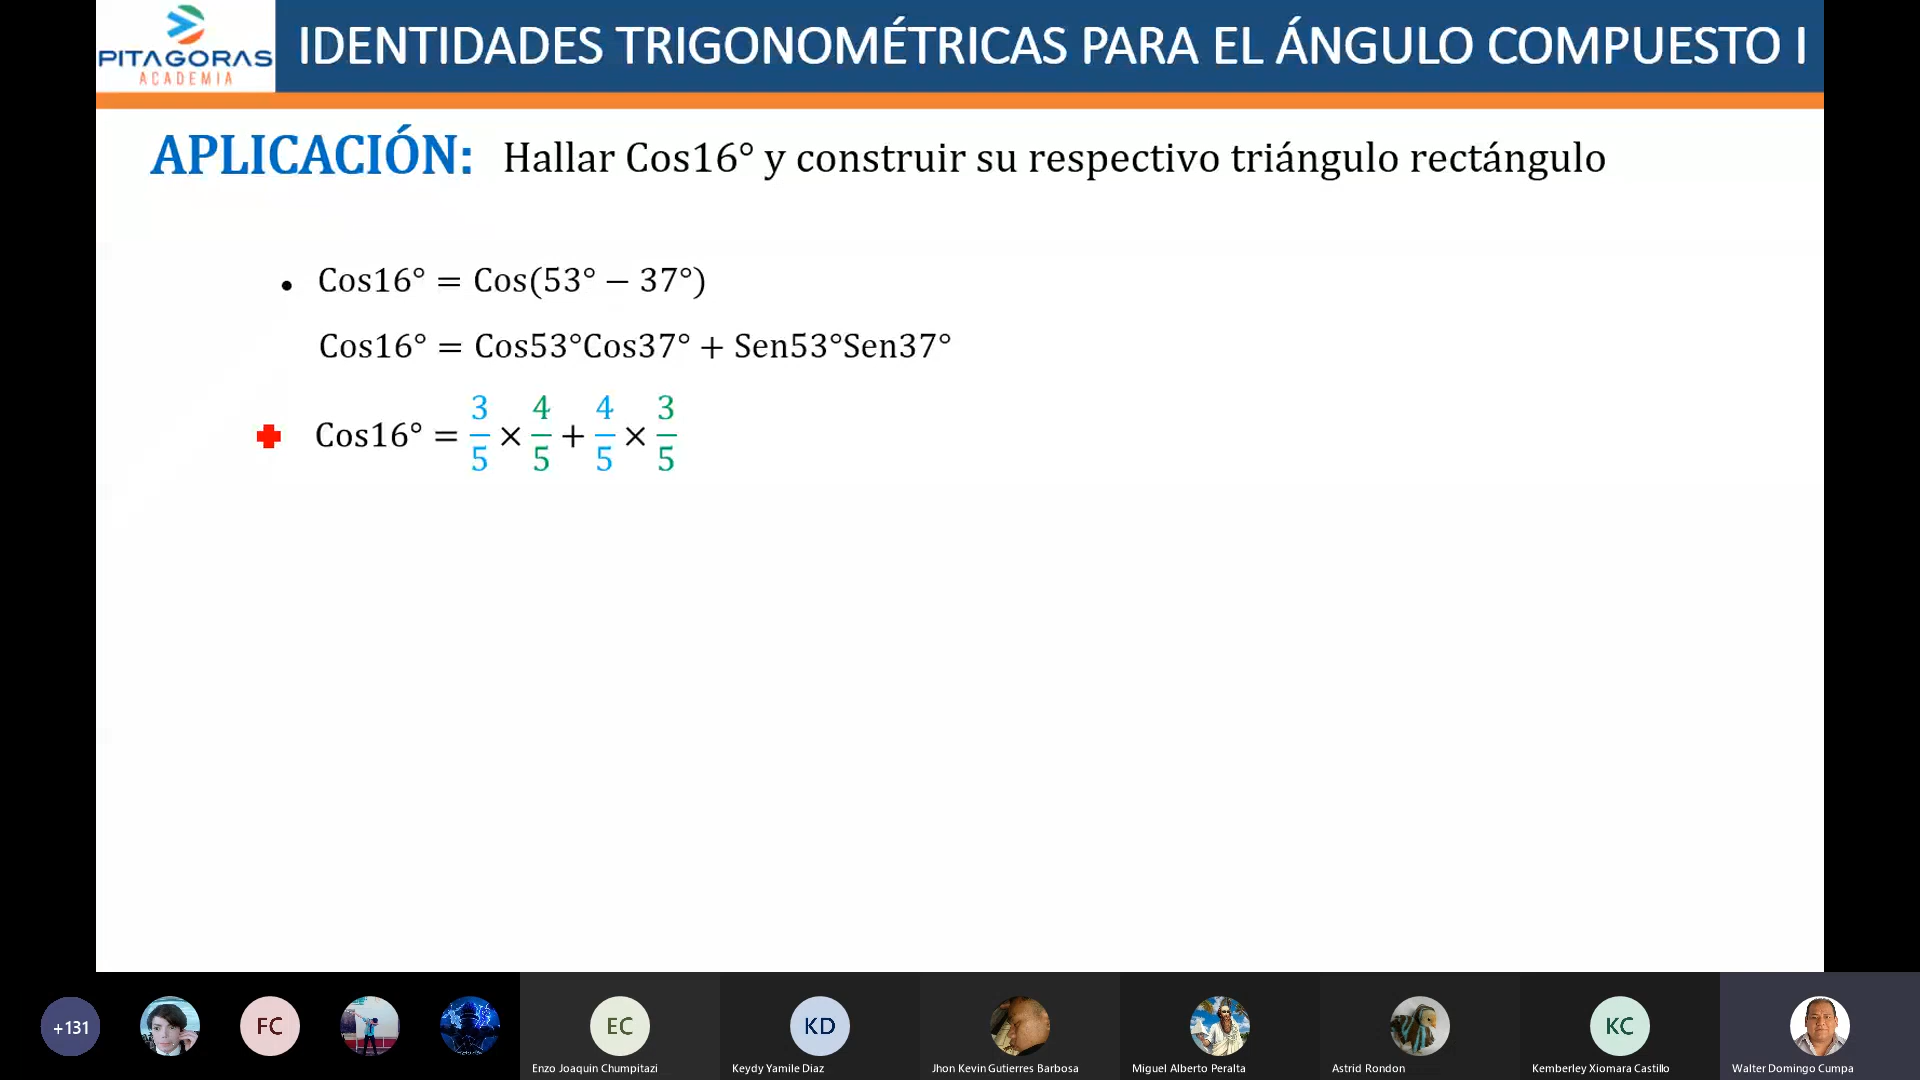 PITAGORAS
ACADEMIA
IDENTIDADES TRIGONOMÉTRICAS PARA EL ÁNGULO COMPUESTO I
APLICACIÓN: Hallar Cos16° y construir su respectivo triángulo rectángulo
• Cos16° = Cos(53° − 37°)
Cos16° = Cos53°Cos37° + Sen53°Sen37°
Cos16° = 3/5 × 4/5 + 4/5 × 3/5
+131
FC
EC
KD
KC
Enzo Joaquin Chumpitazi
Keydy Yamile Diaz
Jhon Kevin Gutierres Barbosa
Miguel Alberto Peralta
Astrid Rondon
Kemberley Xiomara Castillo
Walter Domingo Cumpa